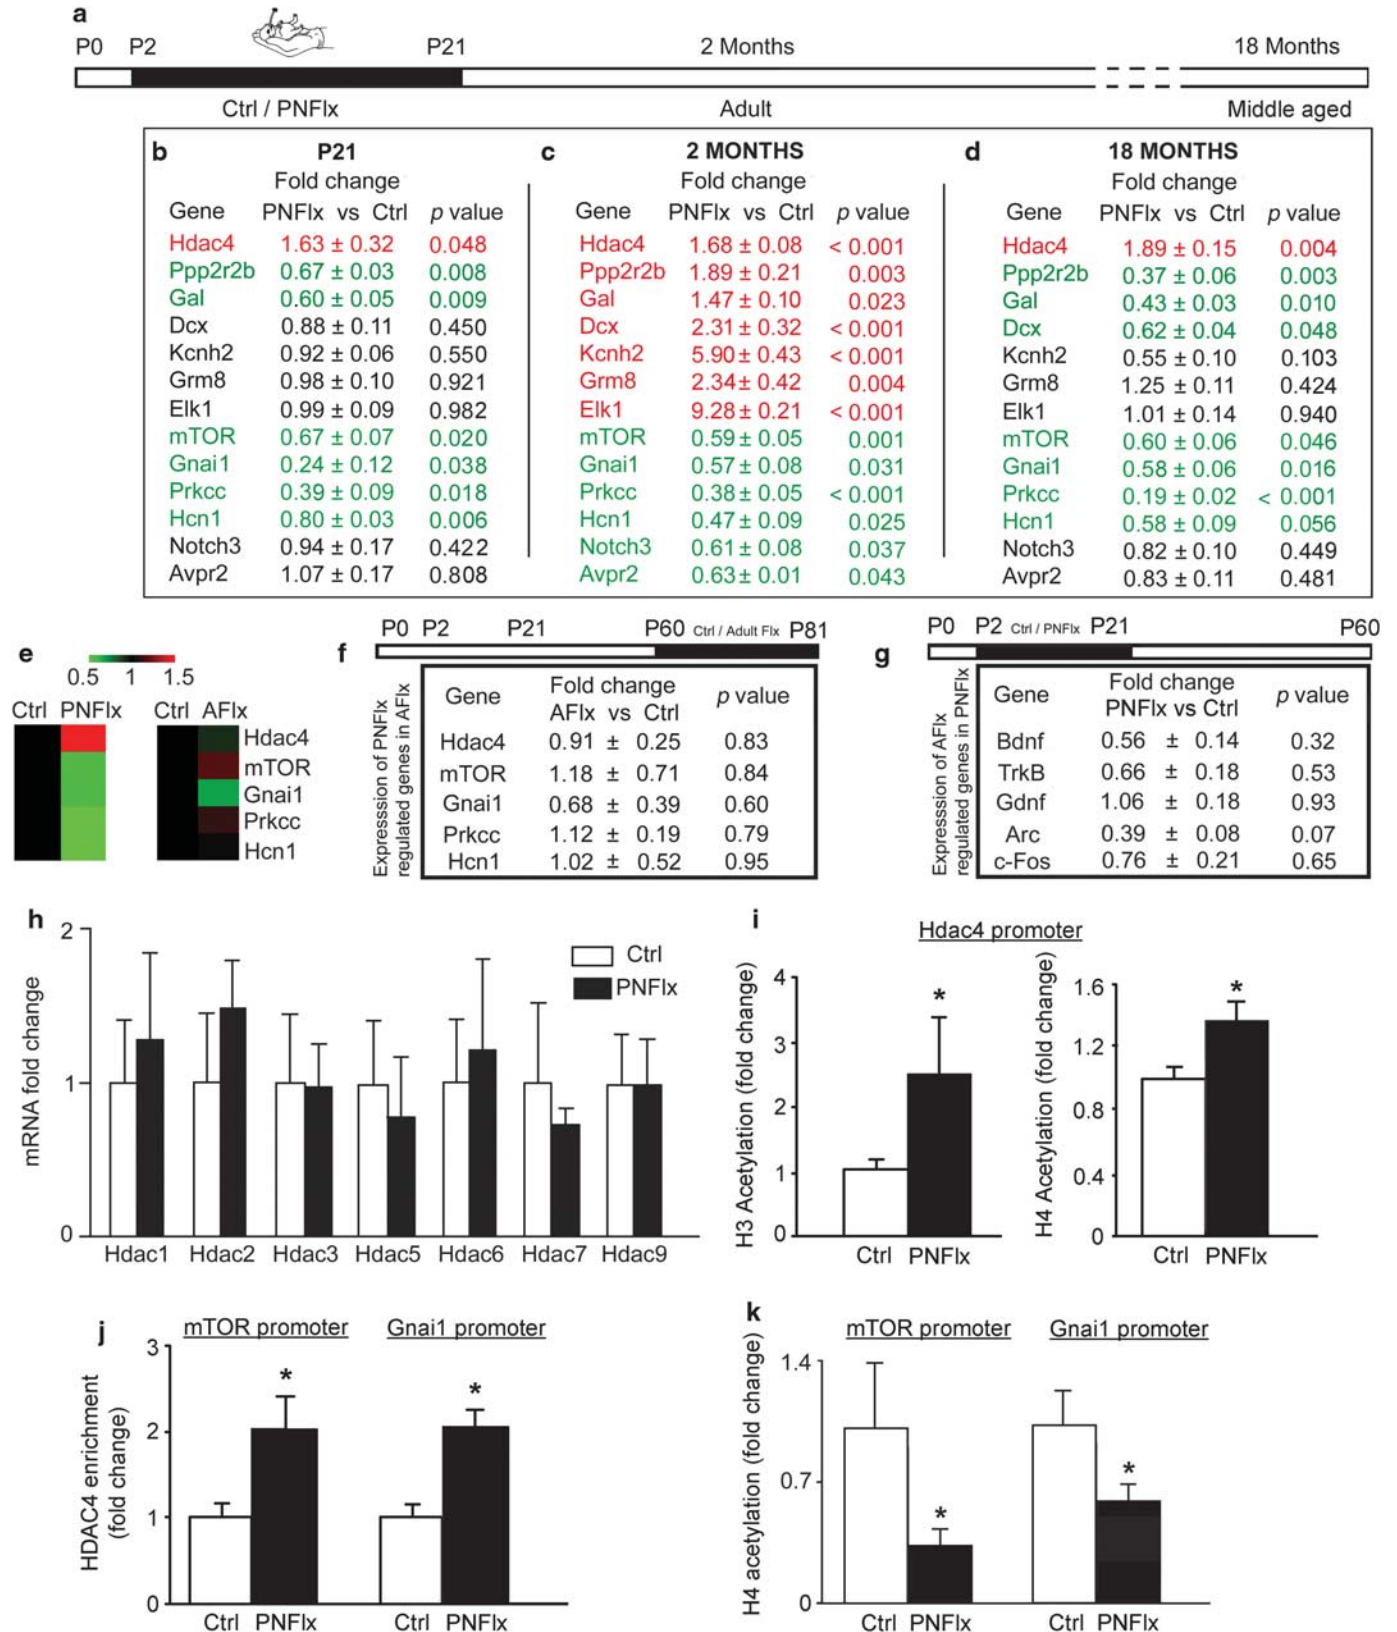 a
P0 P2 P21 2 Months 18 Months
Ctrl / PNFlx Adult Middle aged
b P21
Fold change
Gene PNFlx vs Ctrl p value
Hdac4 1.63 ± 0.32 0.048
Ppp2r2b 0.67 ± 0.03 0.008
Gal 0.60 ± 0.05 0.009
Dcx 0.88 ± 0.11 0.450
Kcnh2 0.92 ± 0.06 0.550
Grm8 0.98 ± 0.10 0.921
Elk1 0.99 ± 0.09 0.982
mTOR 0.67 ± 0.07 0.020
Gnai1 0.24 ± 0.12 0.038
Prkcc 0.39 ± 0.09 0.018
Hcn1 0.80 ± 0.03 0.006
Notch3 0.94 ± 0.17 0.422
Avpr2 1.07 ± 0.17 0.808
c 2 MONTHS
Fold change
Gene PNFlx vs Ctrl p value
Hdac4 1.68 ± 0.08 < 0.001
Ppp2r2b 1.89 ± 0.21 0.003
Gal 1.47 ± 0.10 0.023
Dcx 2.31 ± 0.32 < 0.001
Kcnh2 5.90 ± 0.43 < 0.001
Grm8 2.34 ± 0.42 0.004
Elk1 9.28 ± 0.21 < 0.001
mTOR 0.59 ± 0.05 0.001
Gnai1 0.57 ± 0.08 0.031
Prkcc 0.38 ± 0.05 < 0.001
Hcn1 0.47 ± 0.09 0.025
Notch3 0.61 ± 0.08 0.037
Avpr2 0.63 ± 0.01 0.043
d 18 MONTHS
Fold change
Gene PNFlx vs Ctrl p value
Hdac4 1.89 ± 0.15 0.004
Ppp2r2b 0.37 ± 0.06 0.003
Gal 0.43 ± 0.03 0.010
Dcx 0.62 ± 0.04 0.048
Kcnh2 0.55 ± 0.10 0.103
Grm8 1.25 ± 0.11 0.424
Elk1 1.01 ± 0.14 0.940
mTOR 0.60 ± 0.06 0.046
Gnai1 0.58 ± 0.06 0.016
Prkcc 0.19 ± 0.02 < 0.001
Hcn1 0.58 ± 0.09 0.056
Notch3 0.82 ± 0.10 0.449
Avpr2 0.83 ± 0.11 0.481
e
0.5 1 1.5
Ctrl PNFlx Ctrl AFlx
Hdac4
mTOR
Gnai1
Prkcc
Hcn1
f
P0 P2 P21 P60 Ctrl / Adult Flx P81
Expresssion of PNFlx
regulated genes in AFlx
Fold change
Gene AFlx vs Ctrl p value
Hdac4 0.91 ± 0.25 0.83
mTOR 1.18 ± 0.71 0.84
Gnai1 0.68 ± 0.39 0.60
Prkcc 1.12 ± 0.19 0.79
Hcn1 1.02 ± 0.52 0.95
g
P0 P2 Ctrl / PNFlx P21 P60
Expression of AFlx
regulated genes in PNFlx
Fold change
Gene PNFlx vs Ctrl p value
Bdnf 0.56 ± 0.14 0.32
TrkB 0.66 ± 0.18 0.53
Gdnf 1.06 ± 0.18 0.93
Arc 0.39 ± 0.08 0.07
c-Fos 0.76 ± 0.21 0.65
h
mRNA fold change
2
1
0
Ctrl
PNFlx
Hdac1 Hdac2 Hdac3 Hdac5 Hdac6 Hdac7 Hdac9
i
Hdac4 promoter
H3 Acetylation (fold change)
4
3
2
1
0
*
Ctrl PNFlx
H4 Acetylation (fold change)
1.6
1.2
0.8
0.4
0
*
Ctrl PNFlx
j
mTOR promoter Gnai1 promoter
HDAC4 enrichment
(fold change)
3
2
1
0
* *
Ctrl PNFlx Ctrl PNFlx
k
mTOR promoter Gnai1 promoter
H4 acetylation (fold change)
1.4
0.7
0
* *
Ctrl PNFlx Ctrl PNFlx